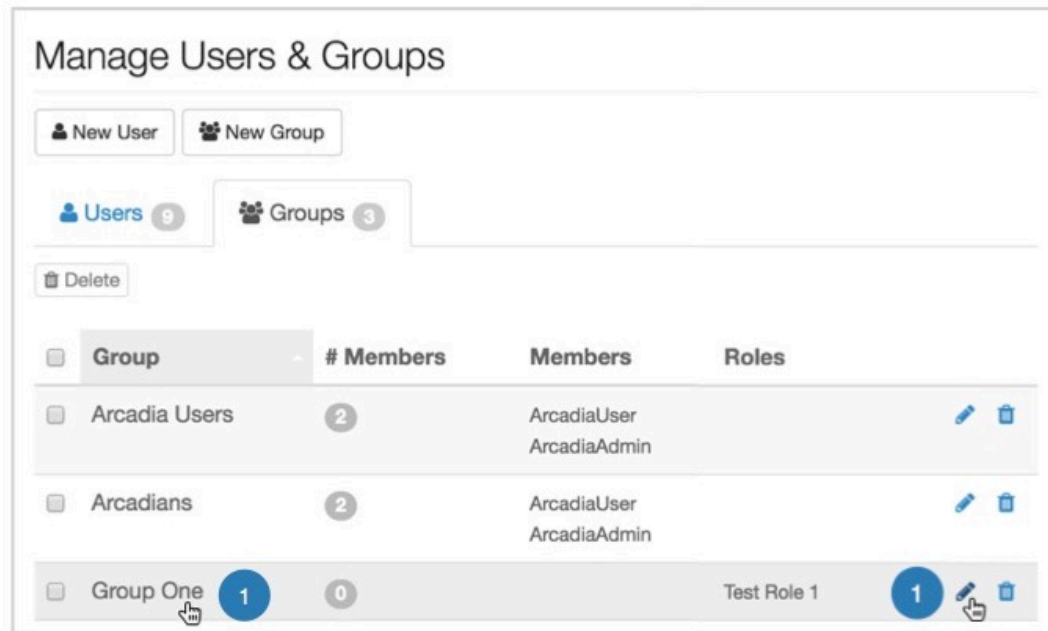 Manage Users & Groups
New User New Group
Users 9 Groups 3
Delete
Group # Members Members Roles
Arcadia Users 2 ArcadiaUser
ArcadiaAdmin
Arcadians 2 ArcadiaUser
ArcadiaAdmin
Group One 1 0 Test Role 1 1